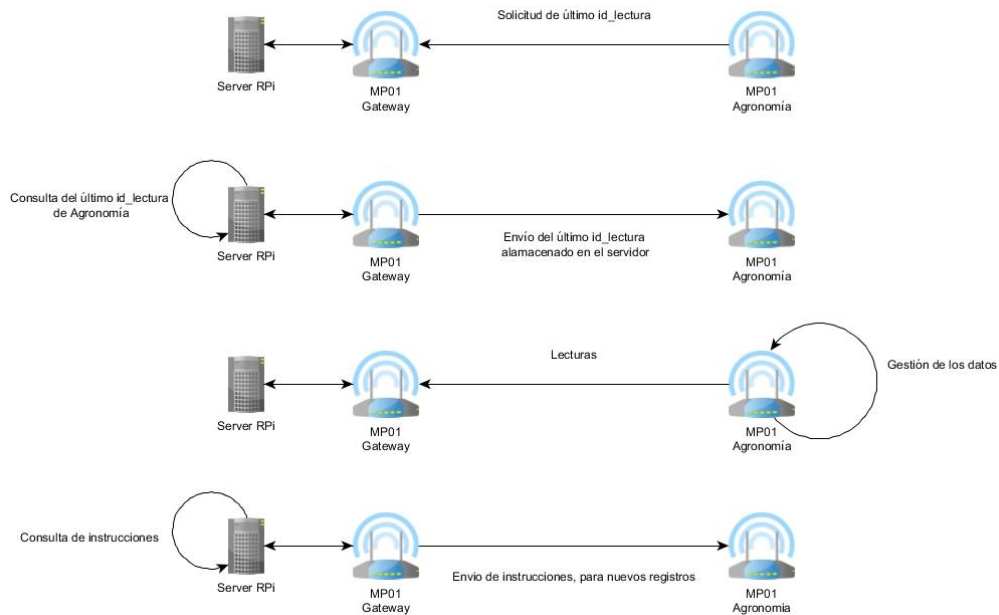 Solicitud de último id_lectura
Server RPi
MP01
Gateway
MP01
Agronomía
Consulta del último id_lectura
de Agronomía
Server RPi
MP01
Gateway
Envío del último id_lectura
alamacenado en el servidor
MP01
Agronomía
Lecturas
Gestión de los datos
Server RPi
MP01
Gateway
MP01
Agronomía
Consulta de instrucciones
Server RPi
MP01
Gateway
Envío de instrucciones, para nuevos registros
MP01
Agronomia